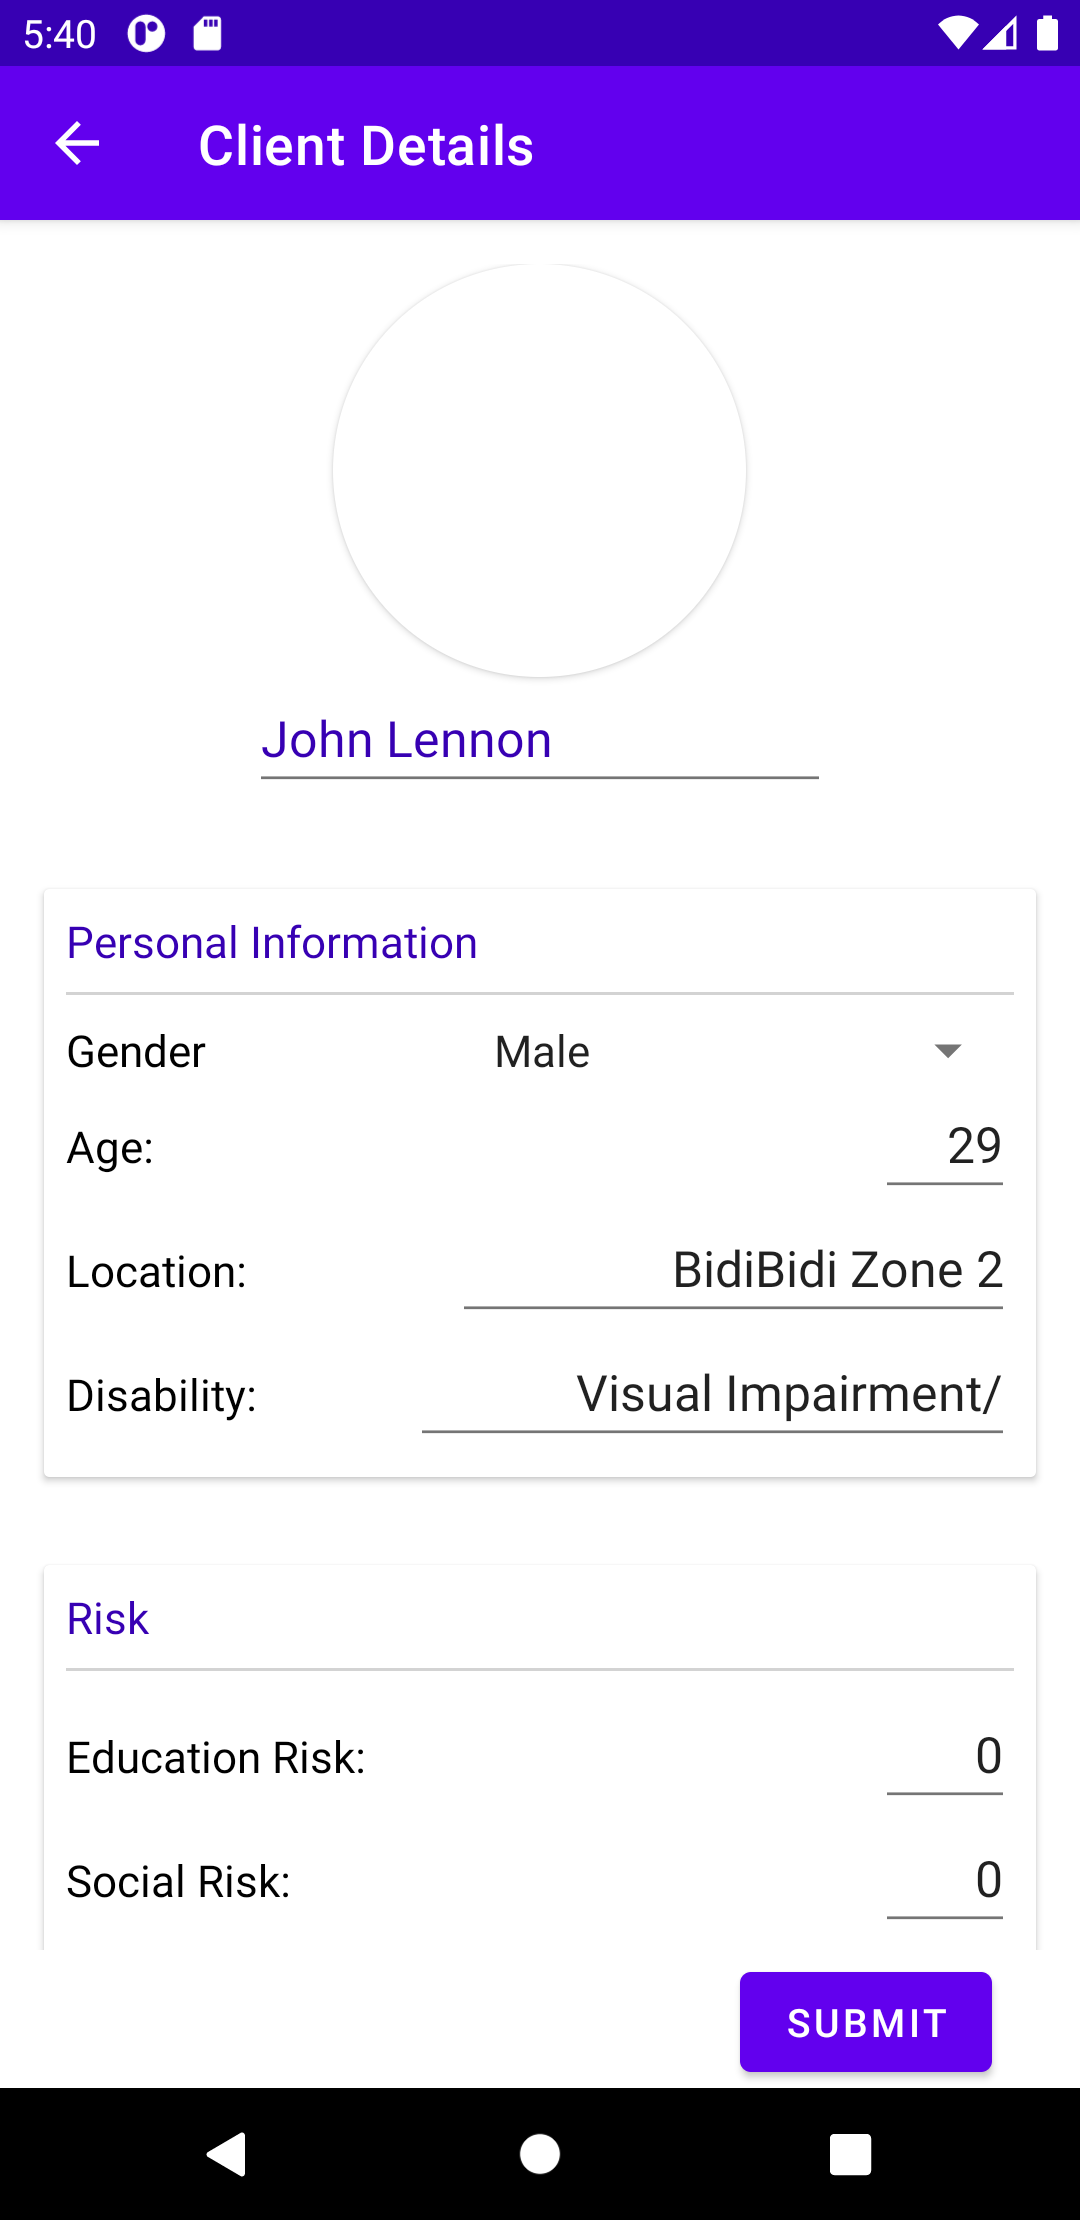 5:40
Client Details
John Lennon
Personal Information
Gender Male
Age: 29
Location: BidiBidi Zone 2
Disability: Visual Impairment/
Risk
Education Risk: 0
Social Risk: 0
SUBMIT